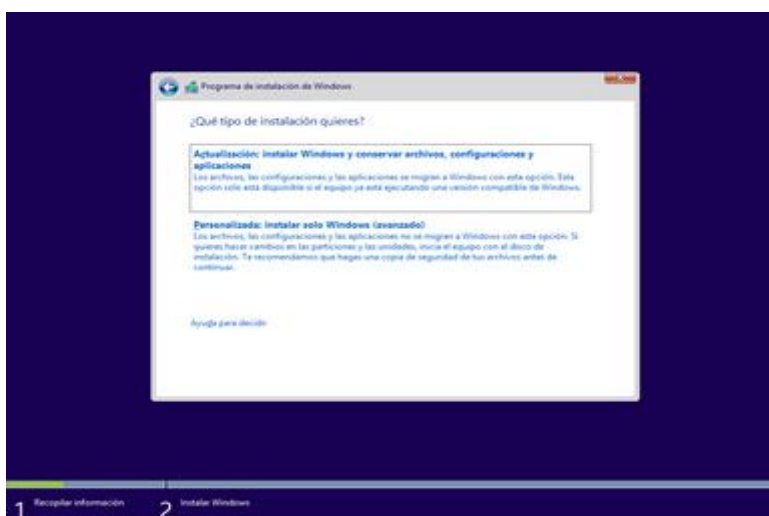 Programa de instalación de Windows
¿Qué tipo de instalación quieres?
Actualización: instalar Windows y conservar archivos, configuraciones y
aplicaciones
Los archivos, las configuraciones y las aplicaciones se migran a Windows con esta opción. Esta
opción solo está disponible si el equipo ya está ejecutando una versión compatible de Windows.
Personalizada: instalar solo Windows (avanzado)
Los archivos, las configuraciones y las aplicaciones no se migran a Windows con esta opción. Si
quieres hacer cambios en las particiones y las unidades, inicia el equipo con el disco de
instalación. Te recomendamos que hagas una copia de seguridad de tus archivos antes de
continuar.
Ayuda para decidir
1 Recopilar información 2 Instalar Windows